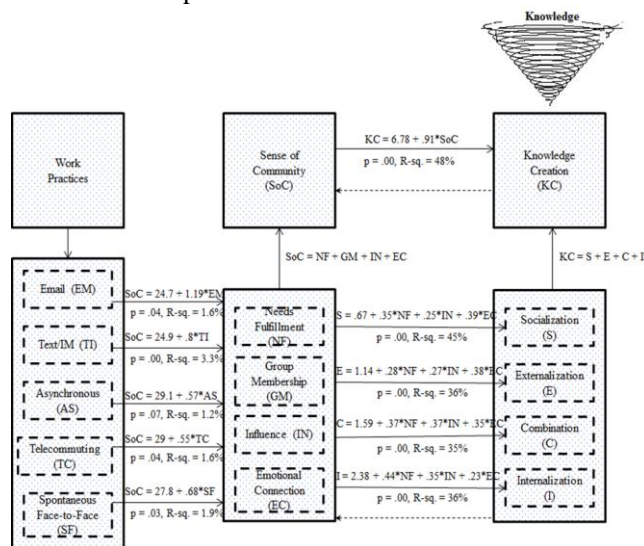 Knowledge
Work
Practices
Sense of
Community
(SoC)
KC = 6.78 + .91*SoC
p = .00, R-sq. = 48%
Knowledge
Creation
(KC)
SoC = NF + GM + IN + EC
KC = S + E + C + I
Email (EM)
Text/IM (TI)
Asynchronous
(AS)
Telecommuting
(TC)
Spontaneous
Face-to-Face
(SF)
SoC = 24.7 + 1.19*EM
p = .04, R-sq. = 1.6%
SoC = 24.9 + .8*TI
p = .00, R-sq. = 3.3%
SoC = 29.1 + .57*AS
p = .07, R-sq. = 1.2%
SoC = 29 + .55*TC
p = .04, R-sq. = 1.6%
SoC = 27.8 + .68*SF
p = .03, R-sq. = 1.9%
Needs
Fulfillment
(NF)
Group
Membership
(GM)
Influence (IN)
Emotional
Connection
(EC)
S = .67 + .35*NF + .25*IN + .39*EC
p = .00, R-sq. = 45%
E = 1.14 + .28*NF + .27*IN + .38*EC
p = .00, R-sq. = 36%
C = 1.59 + .37*NF + .37*IN + .35*EC
p = .00, R-sq. = 35%
I = 2.38 + .44*NF + .35*IN + .23*EC
p = .00, R-sq. = 36%
Socialization
(S)
Externalization
(E)
Combination
(C)
Internalization
(I)